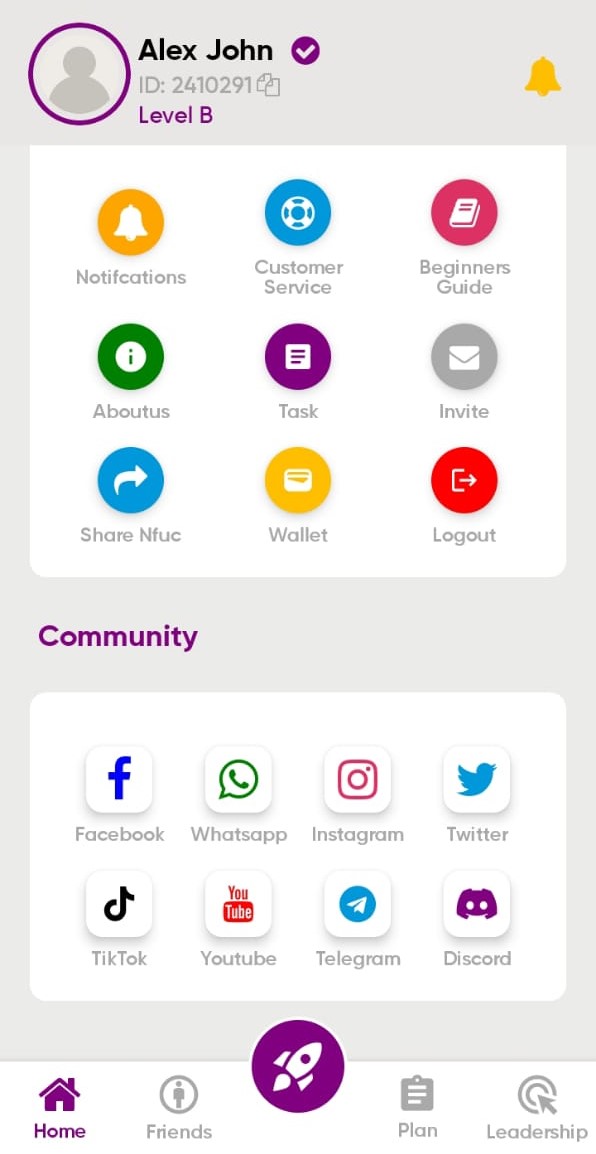 Alex John
ID: 2410291
Level B
Notifcations
Customer
Service
Beginners
Guide
Aboutus
Task
Invite
Share Nfuc
Wallet
Logout
Community
Facebook
Whatsapp
Instagram
Twitter
You
Tube
TikTok
Youtube
Telegram
Discord
Home
Friends
Plan
Leadership